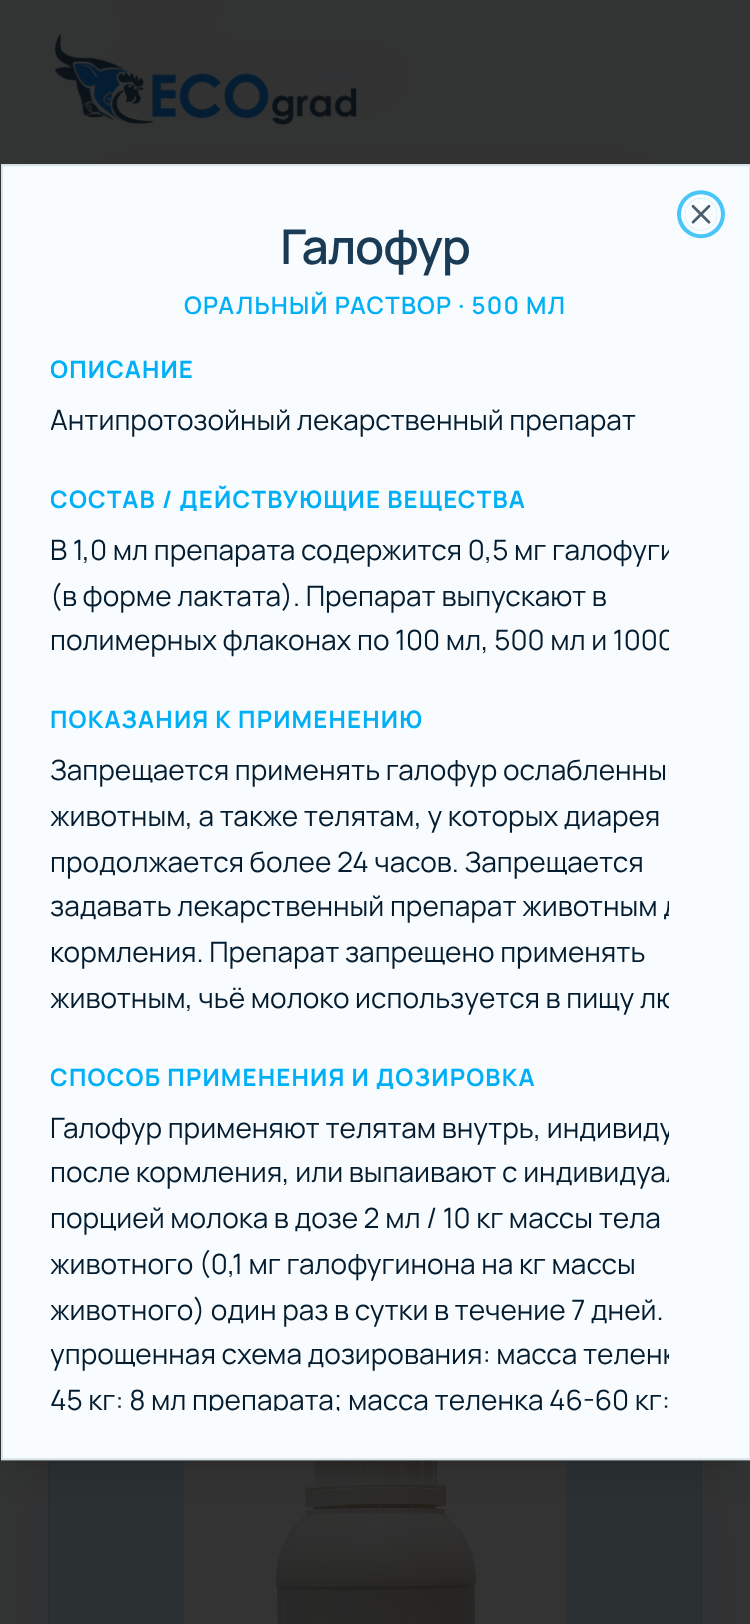 ECOgrad
Галофур
ОРАЛЬНЫЙ РАСТВОР · 500 МЛ
ОПИСАНИЕ
Антипротозойный лекарственный препарат
СОСТАВ / ДЕЙСТВУЮЩИЕ ВЕЩЕСТВА
В 1,0 мл препарата содержится 0,5 мг
(в форме лактата). Препарат выпускают в
полимерных флаконах по 100 мл, 500 мл и
ПОКАЗАНИЯ К ПРИМЕНЕНИЮ
Запрещается применять галофур ослабленны
животным, а также телятам, у которых диарея
продолжается более 24 часов. Запрещается
задавать лекарственный препарат животным
кормления. Препарат запрещено применять
животным, чьё молоко используется в пищу
СПОСОБ ПРИМЕНЕНИЯ И ДОЗИРОВКА
Галофур применяют телятам внутрь,
после кормления, или выпаивают с
порцией молока в дозе 2 мл / 10 кг массы тела
животного (0,1 мг галофугинона на кг массы
животного) один раз в сутки в течение 7 дней.
упрощенная схема дозирования: масса
45 кг: 8 мл препарата; масса теленка 46-60 кг: